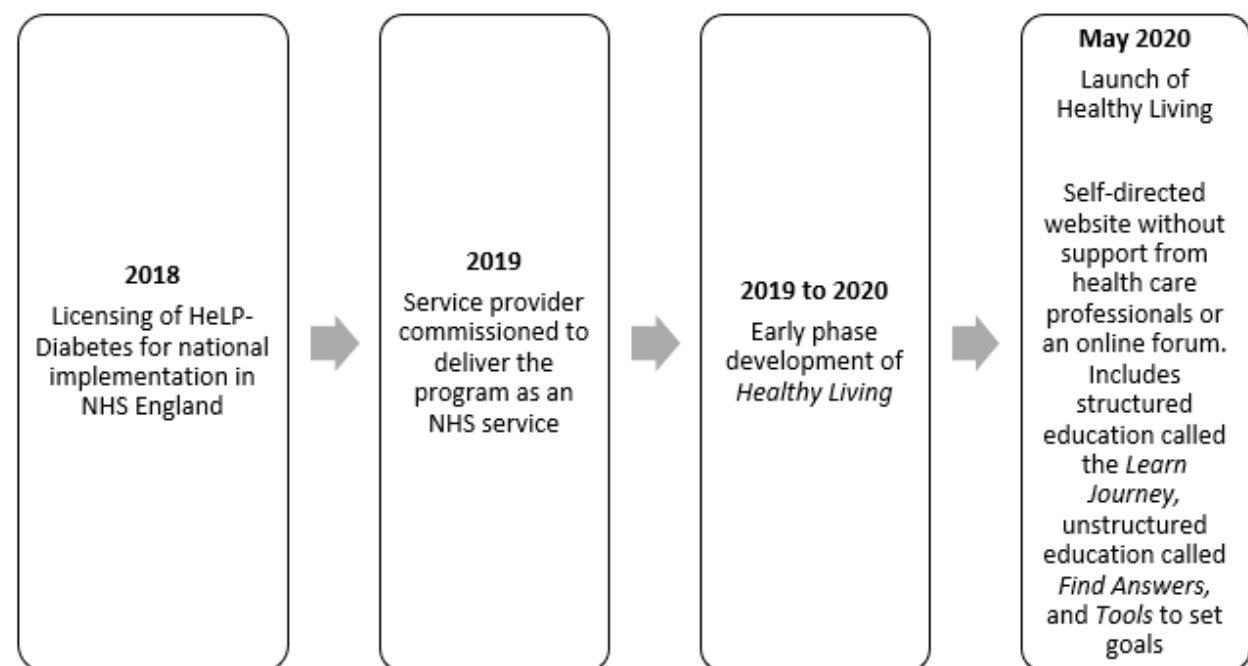 2018
Licensing of HeLP-
Diabetes for national
implementation in
NHS England
2019
Service provider
commissioned to
deliver the
program as an
NHS service
2019 to 2020
Early phase
development of
Healthy Living
May 2020
Launch of
Healthy Living
Self-directed
website without
support from
health care
professionals or
an online forum.
Includes
structured
education called
the Learn
Journey,
unstructured
education called
Find Answers,
and Tools to set
goals